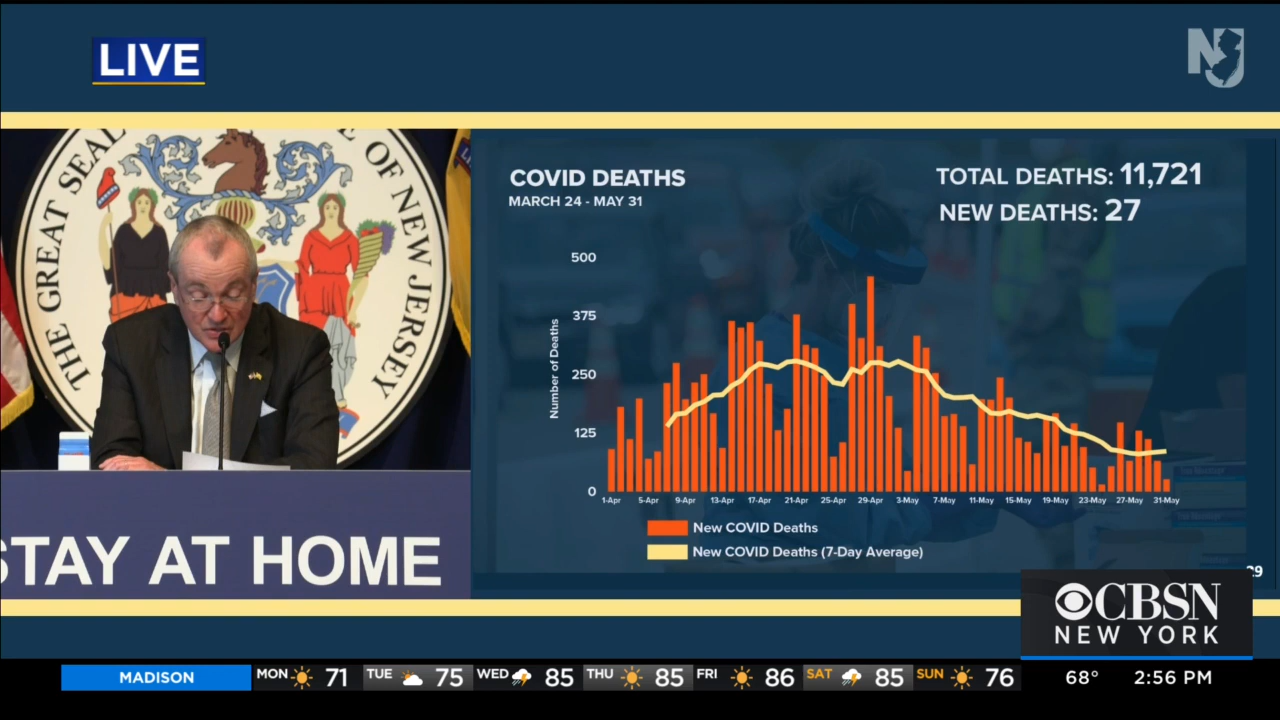 LIVE
NJ
THE GREAT SEAL
E OF NEW JERSEY
STAY AT HOME
COVID DEATHS
MARCH 24 - MAY 31
TOTAL DEATHS: 11,721
NEW DEATHS: 27
Number of Deaths
500
375
250
125
0
1-Apr 5-Apr 9-Apr 13-Apr 17-Apr 21-Apr 25-Apr 29-Apr 3-May 7-May 11-May 15-May 19-May 23-May 27-May 31-May
New COVID Deaths
New COVID Deaths (7-Day Average)
29
CBSN
NEW YORK
MADISON MON 71 TUE 75 WED 85 THU 85 FRI 86 SAT 85 SUN 76 68° 2:56 PM